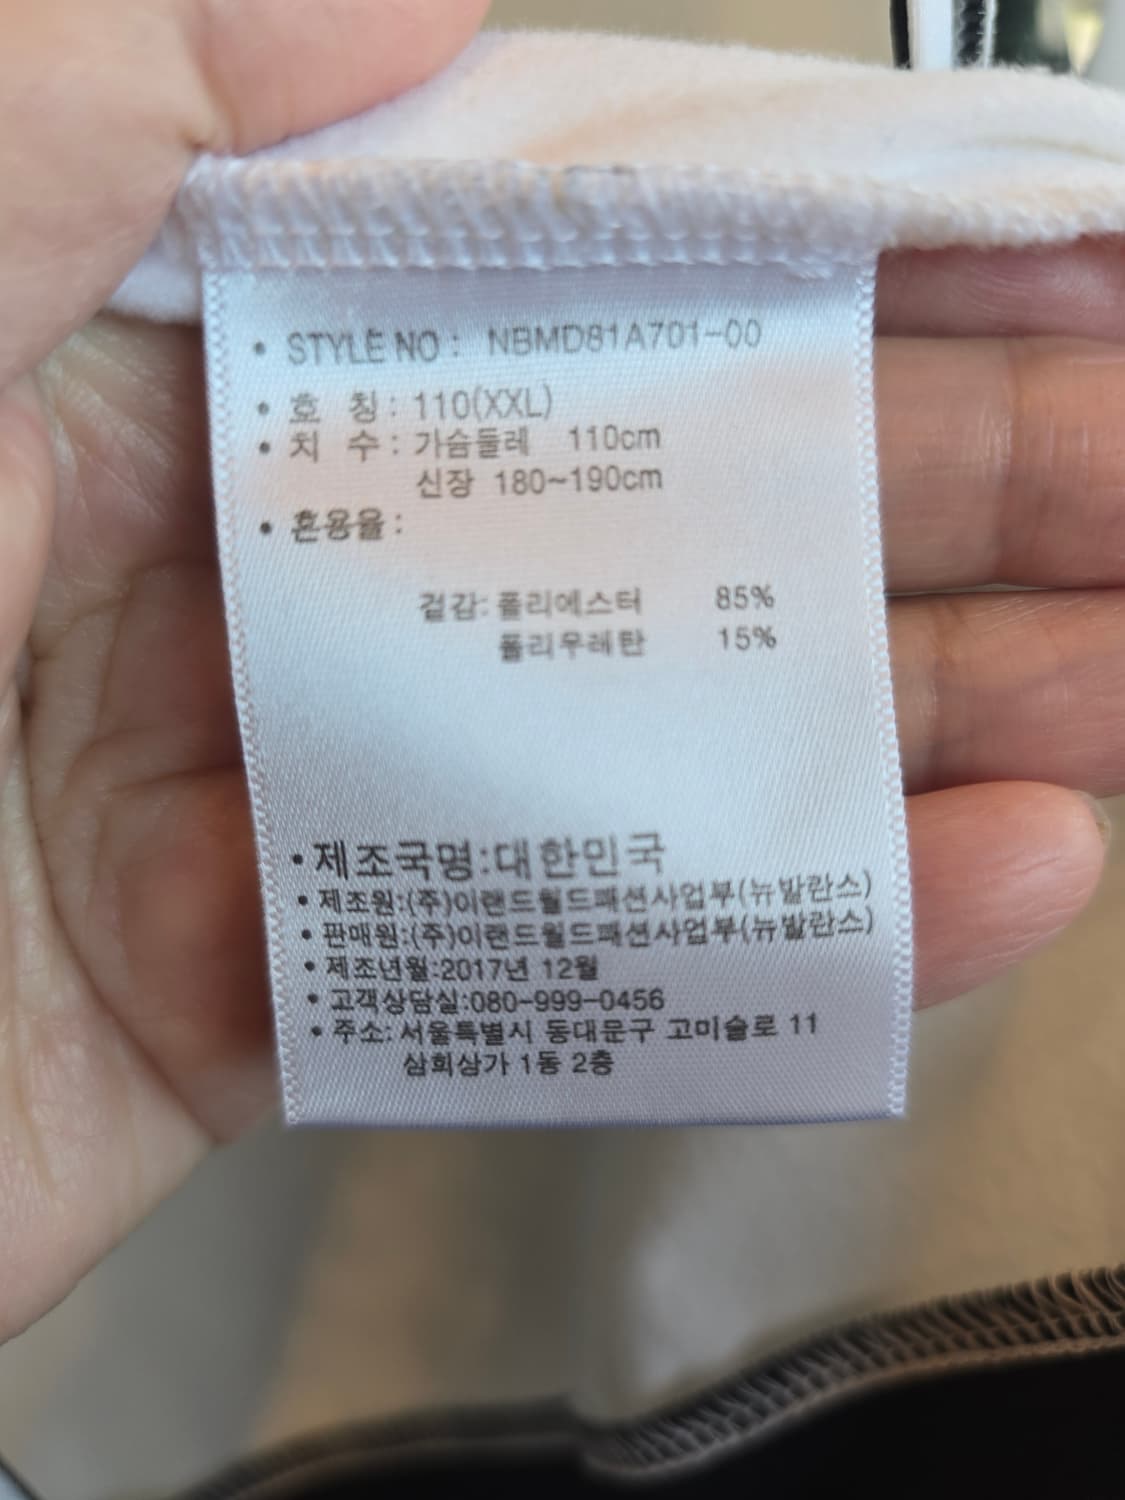 • STYLE NO : NBMD81A701-00
• 호 칭 : 110(XXL)
• 치 수 : 가슴둘레 110cm
신장 180~190cm
• 혼용율 :
겉감: 폴리에스터 85%
폴리우레탄 15%
• 제조국명:대한민국
• 제조원:(주)이랜드월드패션사업부(뉴발란스)
• 판매원:(주)이랜드월드패션사업부(뉴발란스)
• 제조년월:2017년 12월
• 고객상담실:080-999-0456
• 주소: 서울특별시 동대문구 고미술로 11
삼희상가 1동 2층